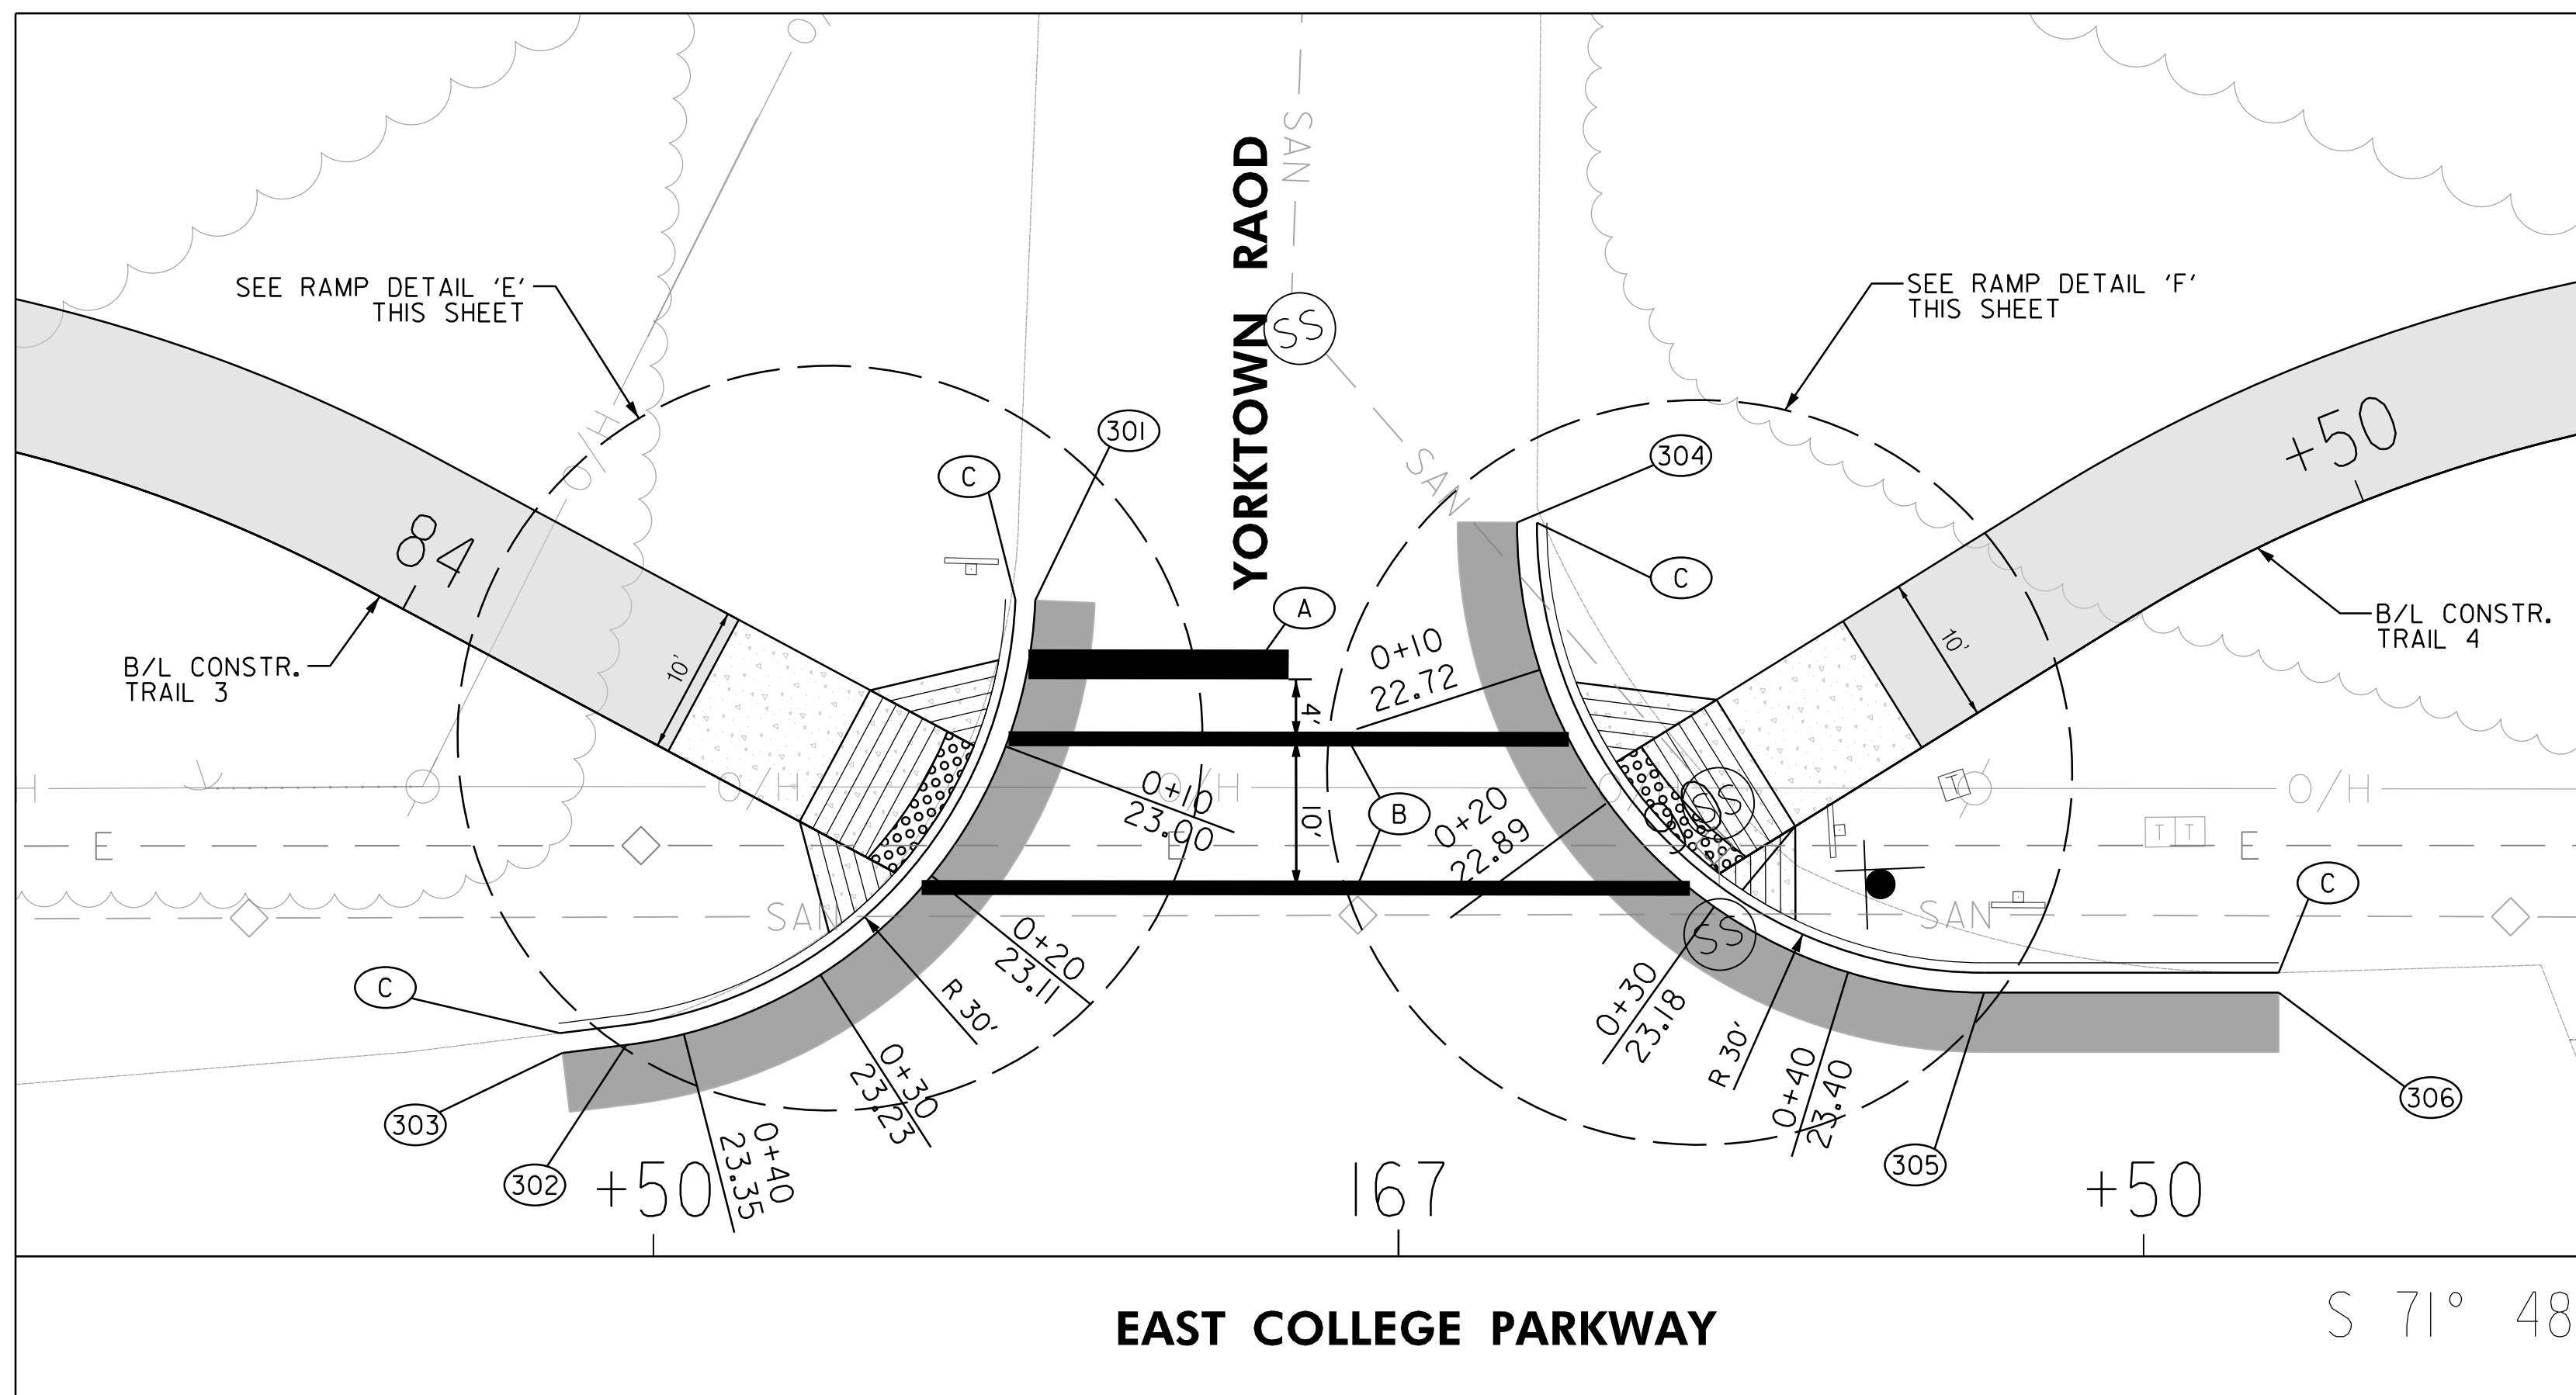 O
SAN
YORKTOWN RAOD
SEE RAMP DETAIL 'E'
THIS SHEET
SEE RAMP DETAIL 'F'
THIS SHEET
SS
O/H
301
304
C
C
SAN
+50
84
A
B/L CONSTR.
TRAIL 3
10'
0+10
22.72
4'
10'
B/L CONSTR.
TRAIL 4
H
O/H
O/H
O/H
0+10
23.00
10'
B
0+20
22.89
SS
T
T T
E
E
E
C
SAN
SAN
0+20
23.11
SS
C
R 30'
0+30
23.18
R 30'
303
302
0+30
23.23
0+40
23.40
306
305
0+40
23.35
+50
167
+50
EAST COLLEGE PARKWAY
S 71° 48